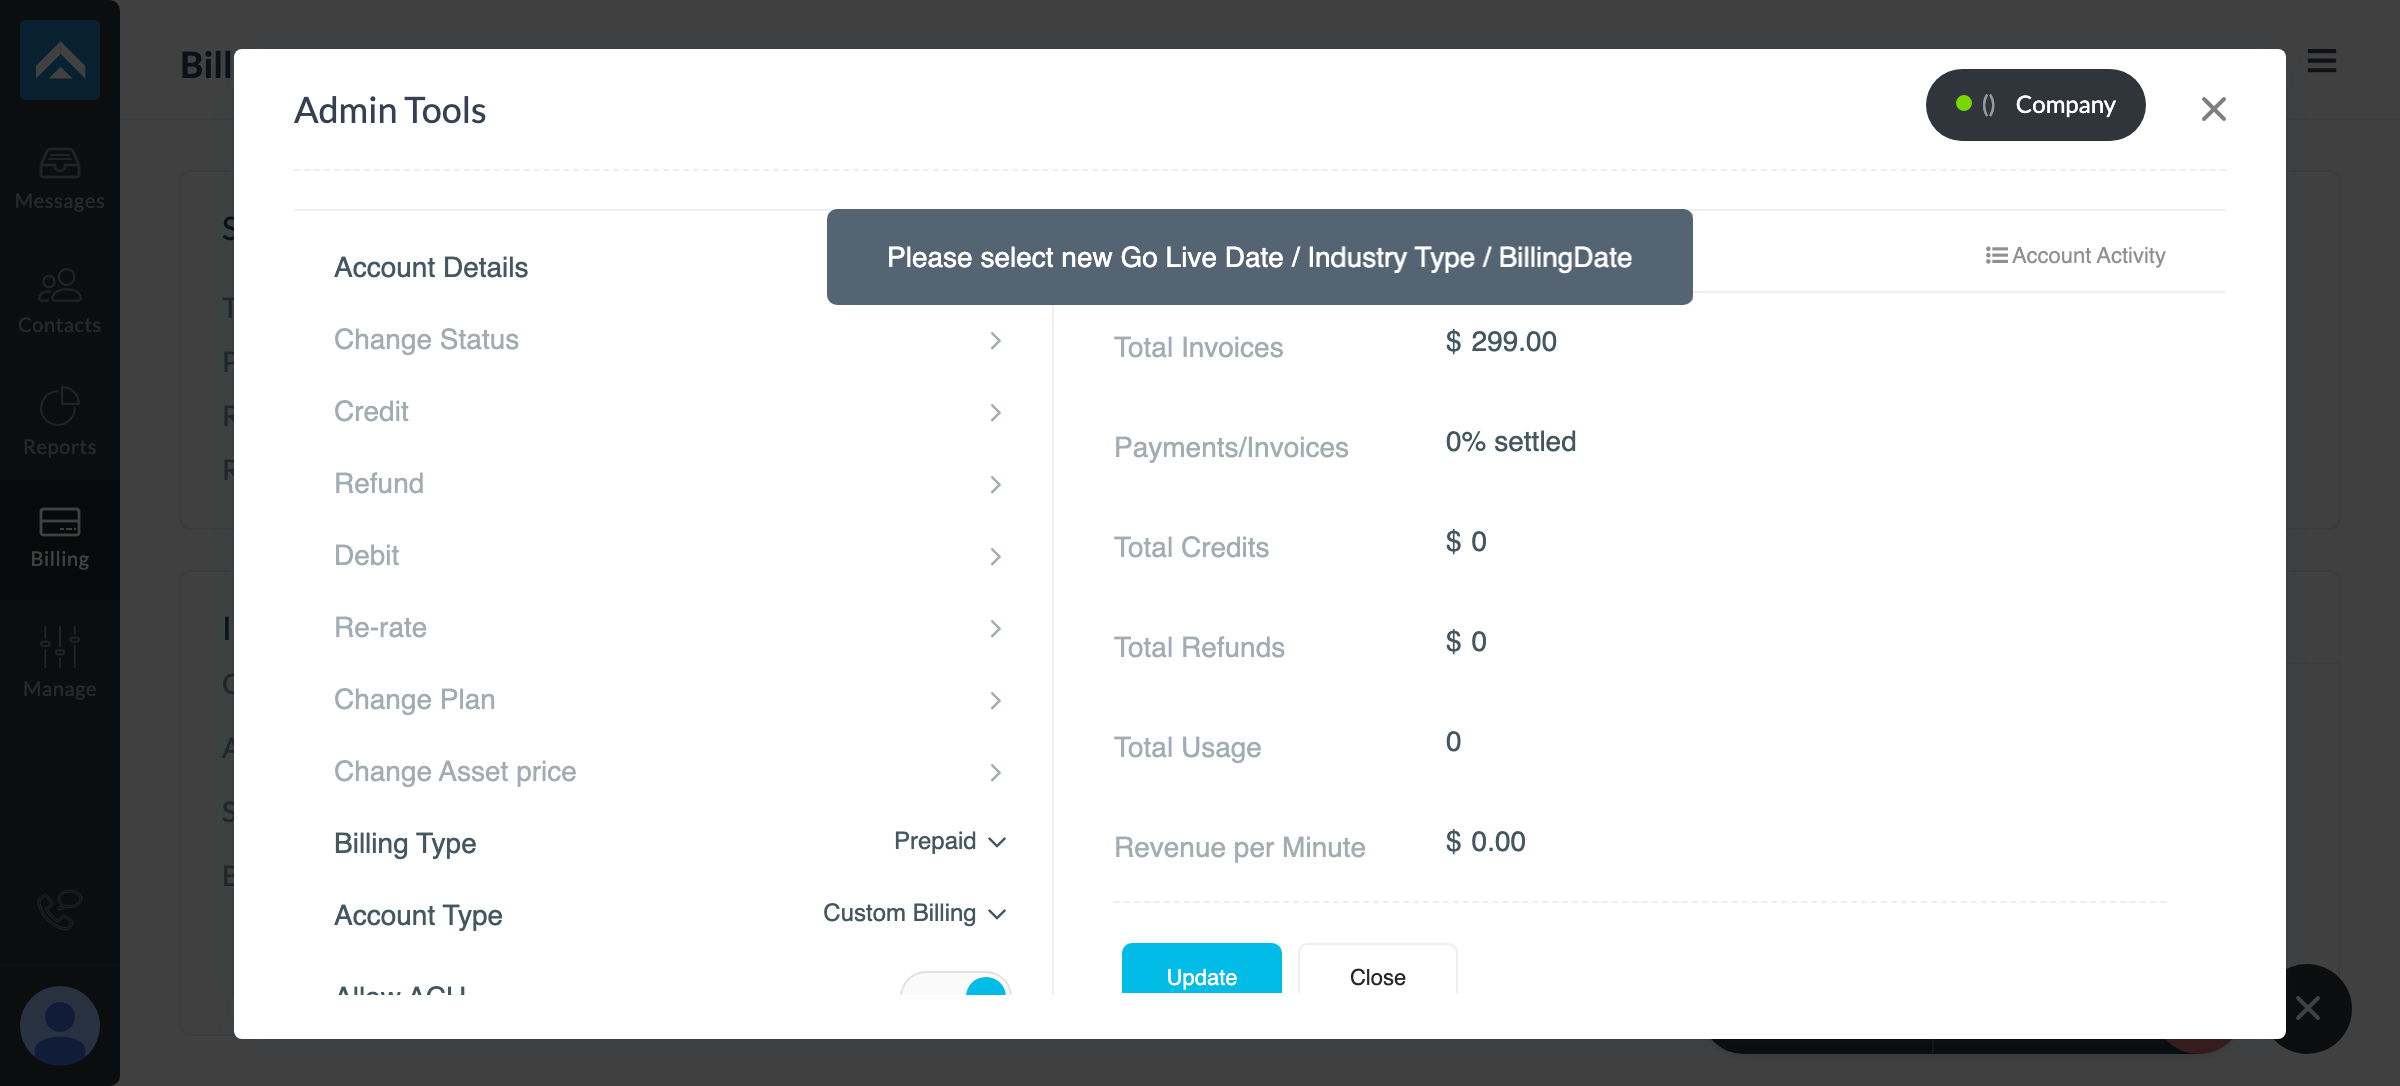 Bill
Admin Tools
() Company
Messages
Contacts
Reports
Billing
Manage
Please select new Go Live Date / Industry Type / BillingDate
Account Activity
Account Details
Change Status
Credit
Refund
Debit
Re-rate
Change Plan
Change Asset price
Billing Type Prepaid
Account Type Custom Billing
Allow ACH
Total Invoices $ 299.00
Payments/Invoices 0% settled
Total Credits $ 0
Total Refunds $ 0
Total Usage 0
Revenue per Minute $ 0.00
Update Close